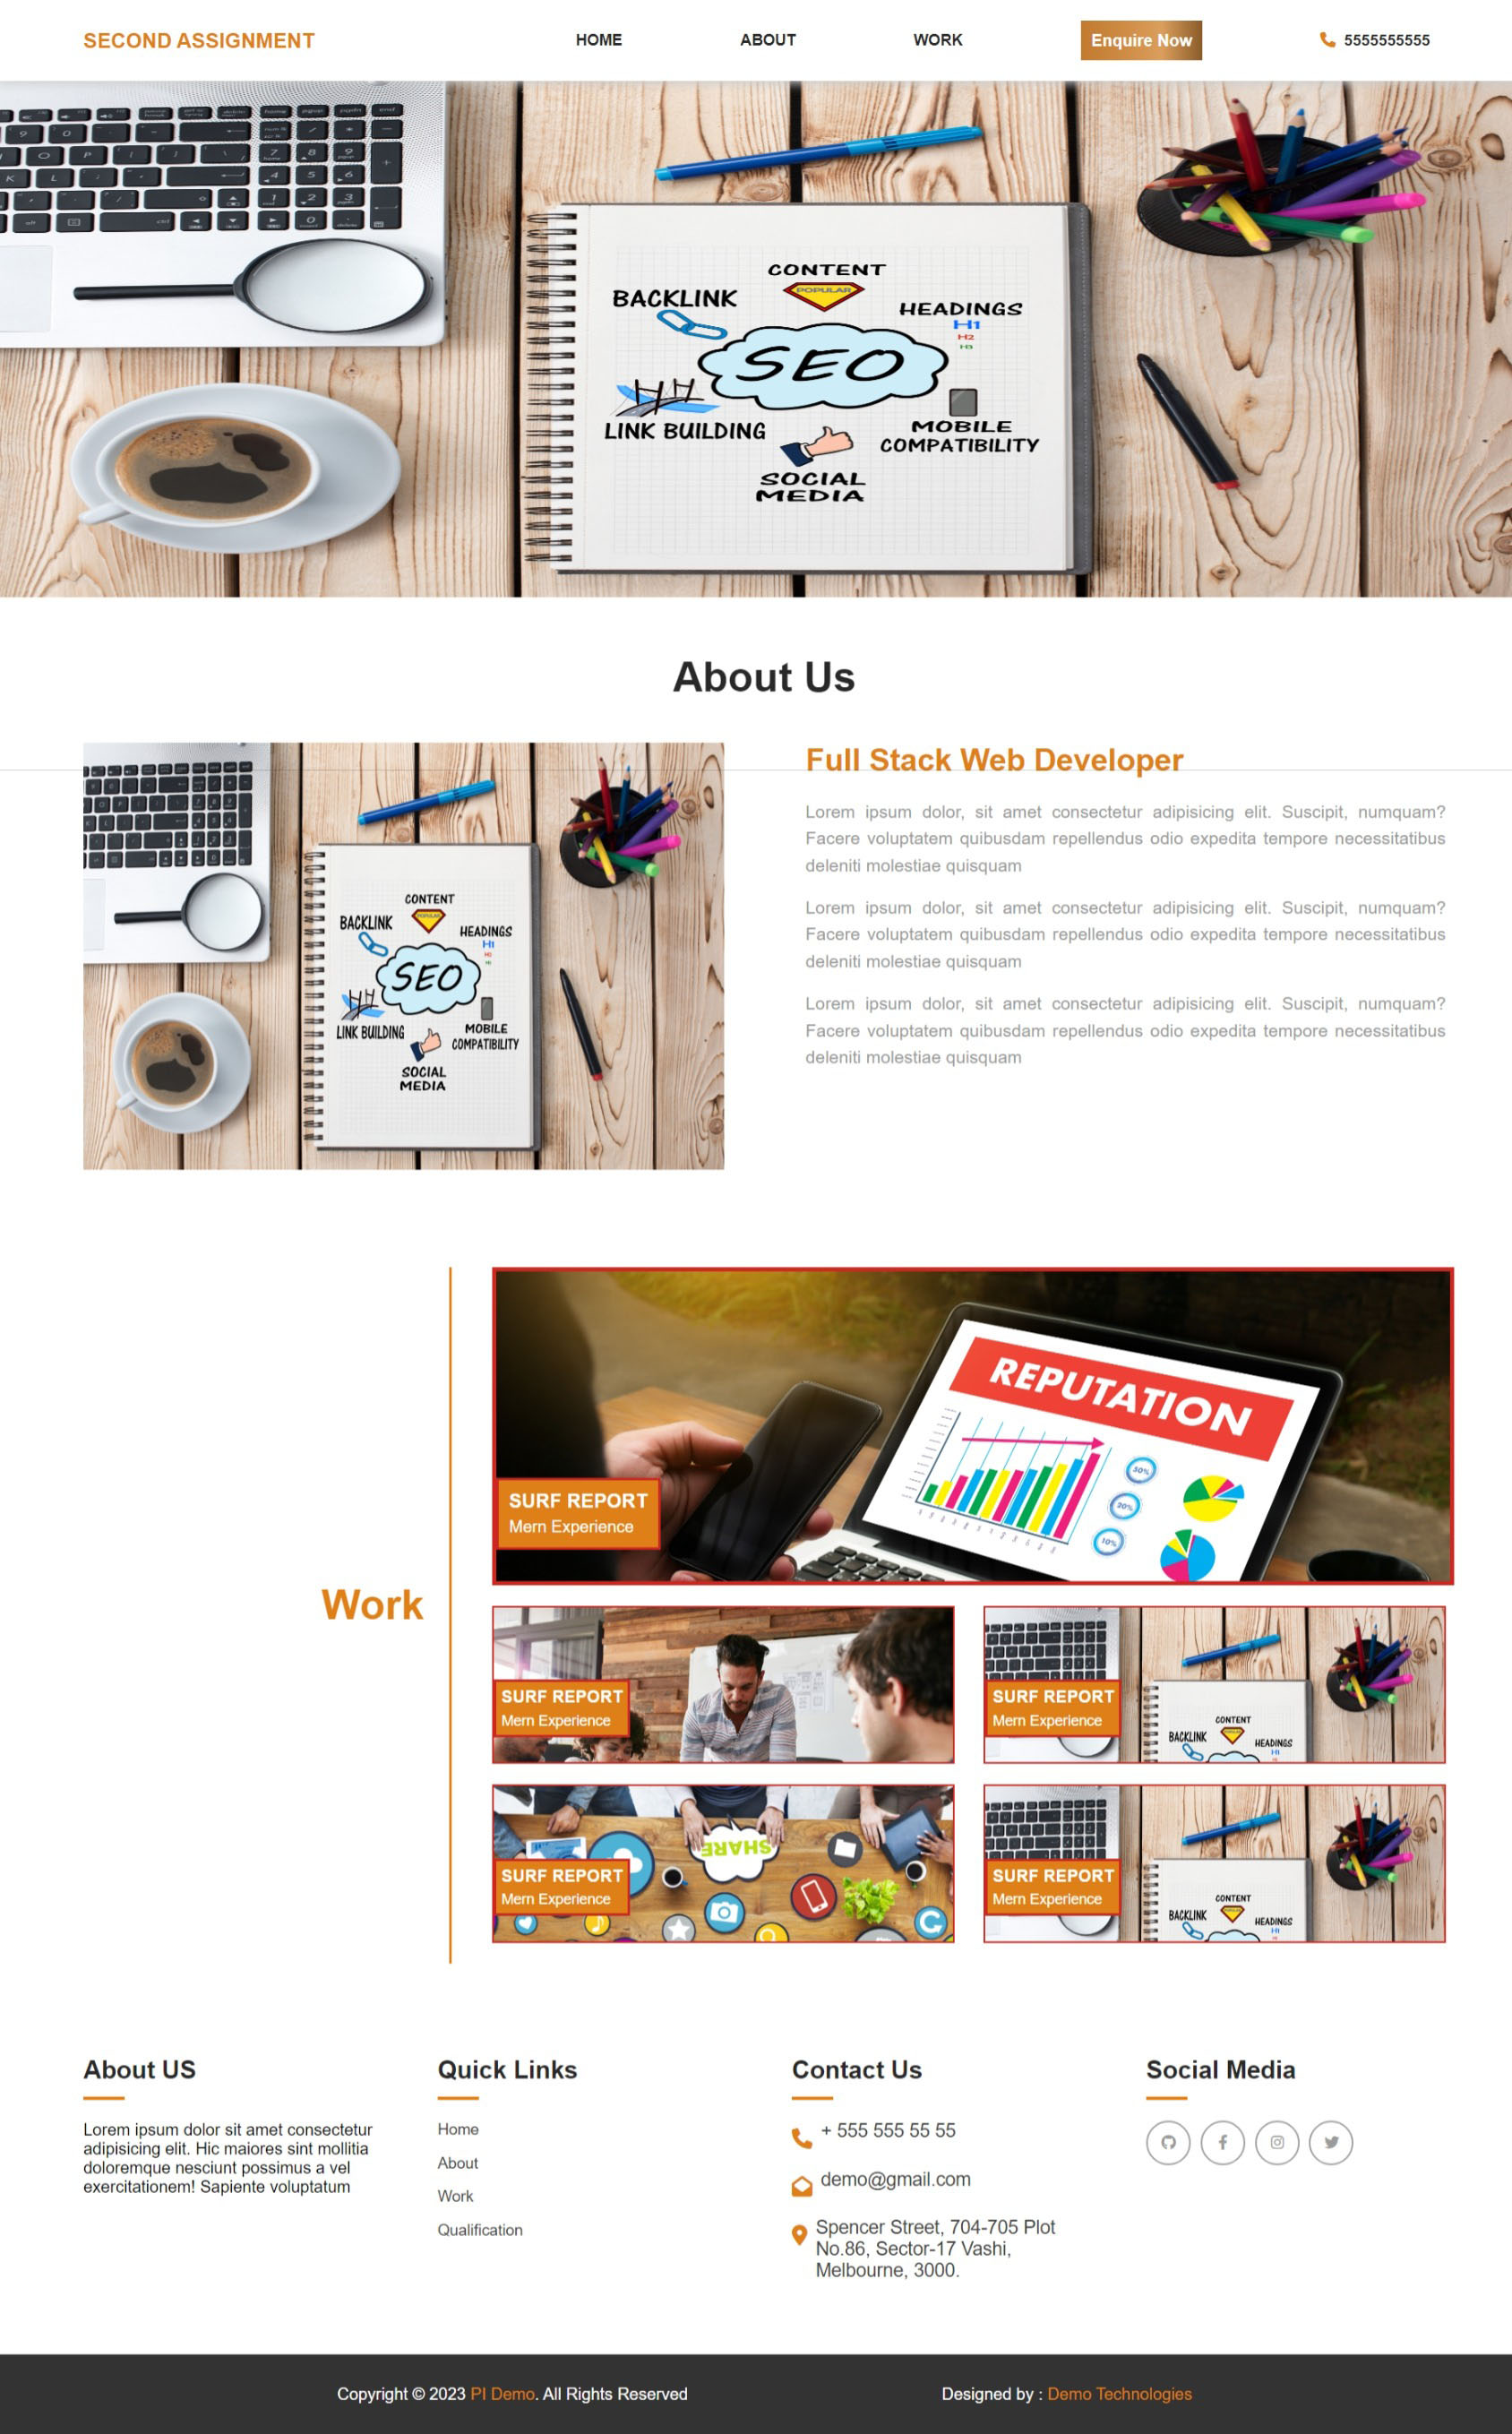 SECOND ASSIGNMENT
HOME
ABOUT
WORK
Enquire Now
5555555555
CONTENT
POPULAR
BACKLINK
HEADINGS
H1
H2
H3
SEO
LINK BUILDING
MOBILE
COMPATIBILITY
SOCIAL
MEDIA
About Us
CONTENT
POPULAR
BACKLINK
HEADINGS
H1
SEO
LINK BUILDING
MOBILE
COMPATIBILITY
SOCIAL
MEDIA
Full Stack Web Developer
Lorem ipsum dolor, sit amet consectetur adipisicing elit. Suscipit, numquam?
Facere voluptatem quibusdam repellendus odio expedita tempore necessitatibus
deleniti molestiae quisquam
Lorem ipsum dolor, sit amet consectetur adipisicing elit. Suscipit, numquam?
Facere voluptatem quibusdam repellendus odio expedita tempore necessitatibus
deleniti molestiae quisquam
Lorem ipsum dolor, sit amet consectetur adipisicing elit. Suscipit, numquam?
Facere voluptatem quibusdam repellendus odio expedita tempore necessitatibus
deleniti molestiae quisquam
Work
REPUTATION
50%
20%
10%
SURF REPORT
Mern Experience
SURF REPORT
Mern Experience
SURF REPORT
Mern Experience
CONTENT
BACKLINK
HEADINGS
H1
SHARE
SURF REPORT
Mern Experience
SURF REPORT
Mern Experience
CONTENT
BACKLINK
HEADINGS
H1
About US
Lorem ipsum dolor sit amet consectetur
adipisicing elit. Hic maiores sint mollitia
doloremque nesciunt possimus a vel
exercitationem! Sapiente voluptatum
Quick Links
Home
About
Work
Qualification
Contact Us
+ 555 555 55 55
demo@gmail.com
Spencer Street, 704-705 Plot
No.86, Sector-17 Vashi,
Melbourne, 3000.
Social Media
Copyright © 2023 PI Demo. All Rights Reserved
Designed by : Demo Technologies